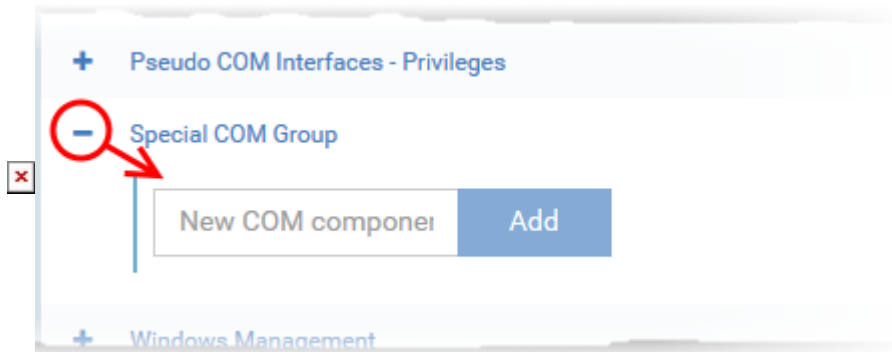 + Pseudo COM Interfaces - Privileges
− Special COM Group
New COM componer Add
+ Windows Management